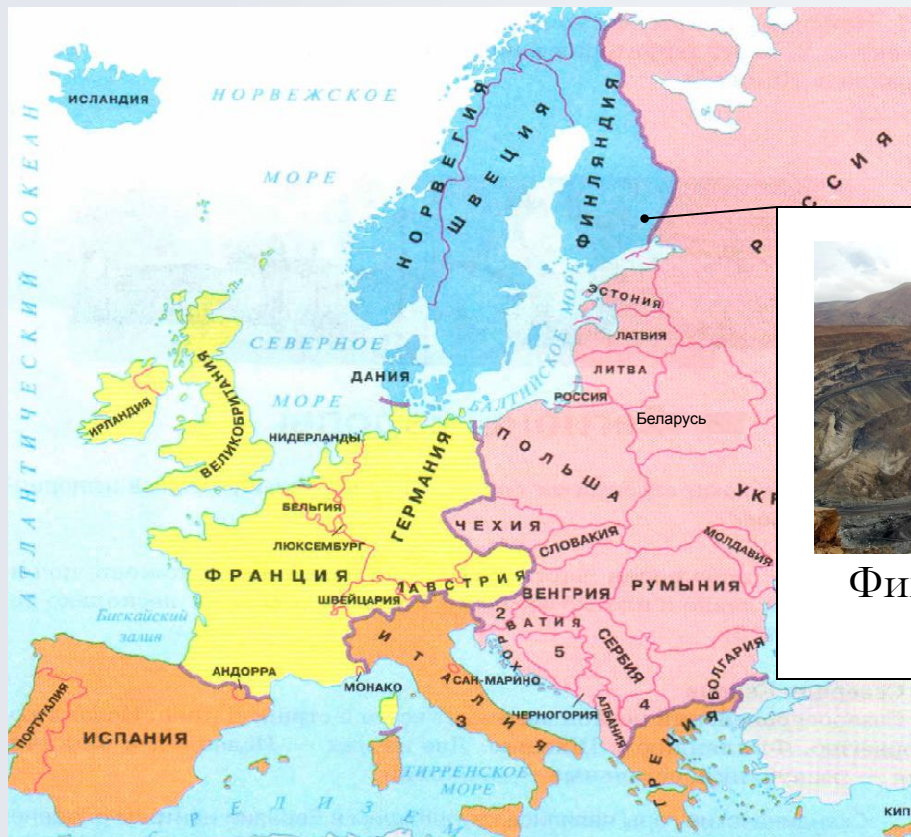 ИСЛАНДИЯ
НОРВЕЖСКОЕ
МОРЕ
АТЛАНТИЧЕСКИЙ ОКЕАН
НОРВЕГИЯ
ШВЕЦИЯ
ФИНЛЯНДИЯ
РОССИЯ
ЭСТОНИЯ
ЛАТВИЯ
ЛИТВА
РОССИЯ
Беларусь
БАЛТИЙСКОЕ МОРЕ
СЕВЕРНОЕ
МОРЕ
ДАНИЯ
ИРЛАНДИЯ
ВЕЛИКОБРИТАНИЯ
НИДЕРЛАНДЫ
ГЕРМАНИЯ
ПОЛЬША
УКР
БЕЛЬГИЯ
ЛЮКСЕМБУРГ
ЧЕХИЯ
СЛОВАКИЯ
МОЛДАВИЯ
ФРАНЦИЯ
ШВЕЙЦАРИЯ
1
АВСТРИЯ
ВЕНГРИЯ
РУМЫНИЯ
Фи
Бискайский
залив
2
ХОРВАТИЯ
5
СЕРБИЯ
БОЛГАРИЯ
АНДОРРА
МОНАКО
ИТАЛИЯ
САН-МАРИНО
3
ЧЕРНОГОРИЯ
АЛБАНИЯ
4
ПОРТУГАЛИЯ
ИСПАНИЯ
ТИРРЕНСКОЕ
МОРЕ
ГРЕЦИЯ
КИП
РЕДИЗ
М